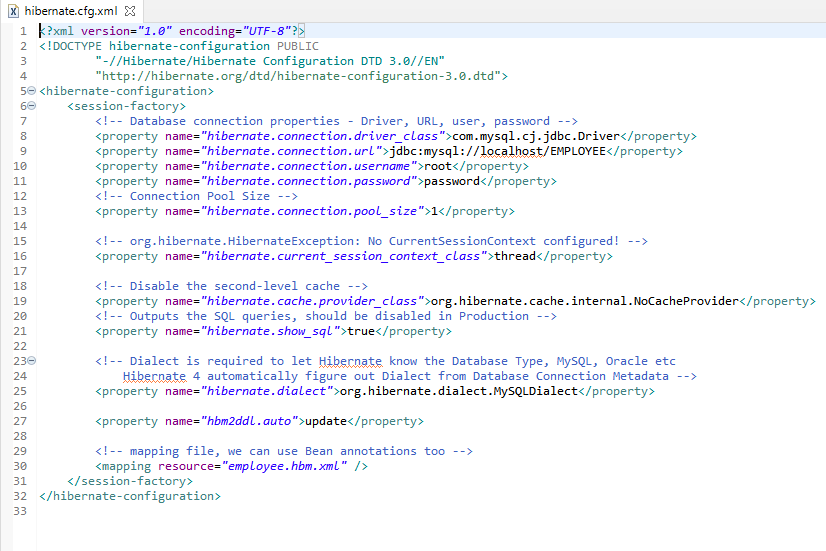 hibernate.cfg.xml
1 <?xml version="1.0" encoding="UTF-8"?>
2 <!DOCTYPE hibernate-configuration PUBLIC
3         "-//Hibernate/Hibernate Configuration DTD 3.0//EN"
4         "http://hibernate.org/dtd/hibernate-configuration-3.0.dtd">
5 <hibernate-configuration>
6     <session-factory>
7         <!-- Database connection properties - Driver, URL, user, password -->
8         <property name="hibernate.connection.driver_class">com.mysql.cj.jdbc.Driver</property>
9         <property name="hibernate.connection.url">jdbc:mysql://localhost/EMPLOYEE</property>
10         <property name="hibernate.connection.username">root</property>
11         <property name="hibernate.connection.password">password</property>
12         <!-- Connection Pool Size -->
13         <property name="hibernate.connection.pool_size">1</property>
14
15         <!-- org.hibernate.HibernateException: No CurrentSessionContext configured! -->
16         <property name="hibernate.current_session_context_class">thread</property>
17
18         <!-- Disable the second-level cache -->
19         <property name="hibernate.cache.provider_class">org.hibernate.cache.internal.NoCacheProvider</property>
20         <!-- Outputs the SQL queries, should be disabled in Production -->
21         <property name="hibernate.show_sql">true</property>
22
23         <!-- Dialect is required to let Hibernate know the Database Type, MySQL, Oracle etc
24             Hibernate 4 automatically figure out Dialect from Database Connection Metadata -->
25         <property name="hibernate.dialect">org.hibernate.dialect.MySQLDialect</property>
26
27         <property name="hbm2ddl.auto">update</property>
28
29         <!-- mapping file, we can use Bean annotations too -->
30         <mapping resource="employee.hbm.xml" />
31     </session-factory>
32 </hibernate-configuration>
33